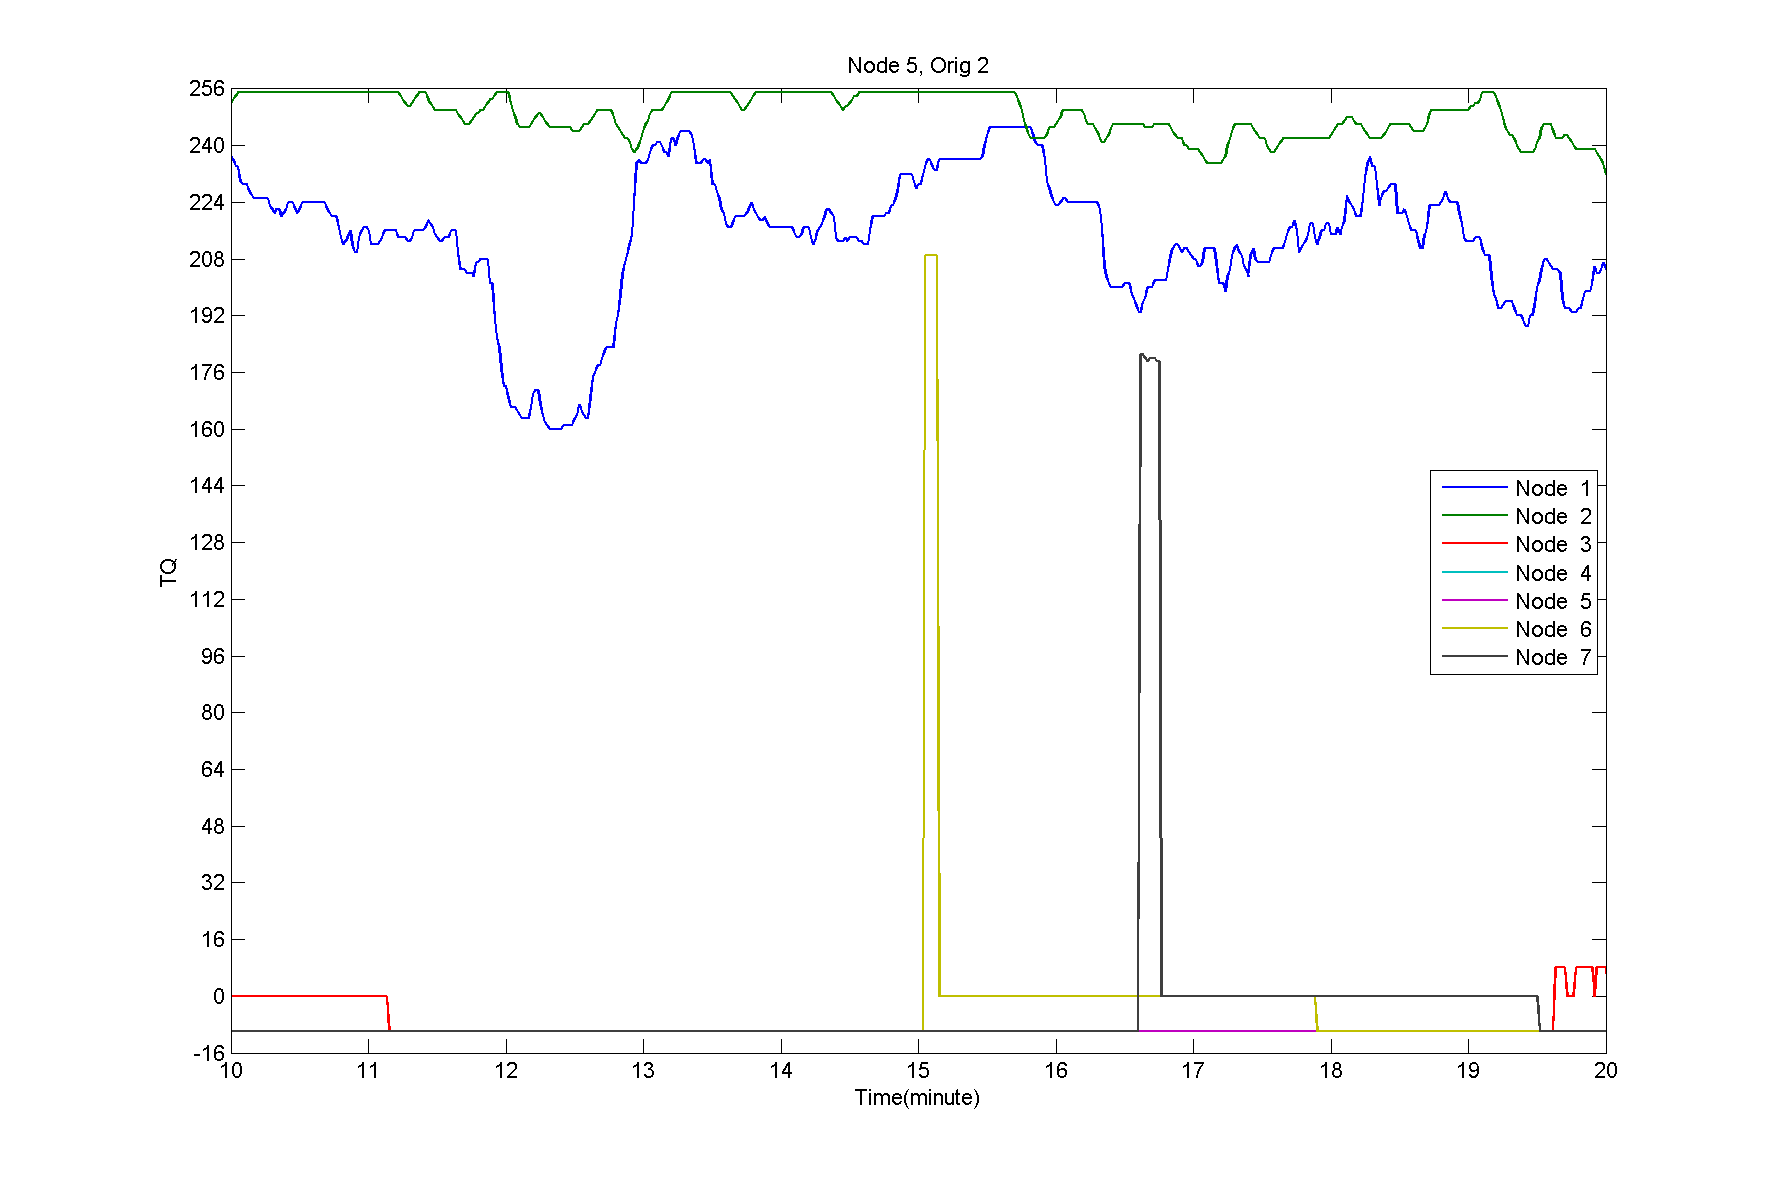 Node 5, Orig 2
256
240
224
208
192
176
160
144
128
112
96
80
64
48
32
16
0
-16
TQ
Node 1
Node 2
Node 3
Node 4
Node 5
Node 6
Node 7
10 11 12 13 14 15 16 17 18 19 20
Time(minute)